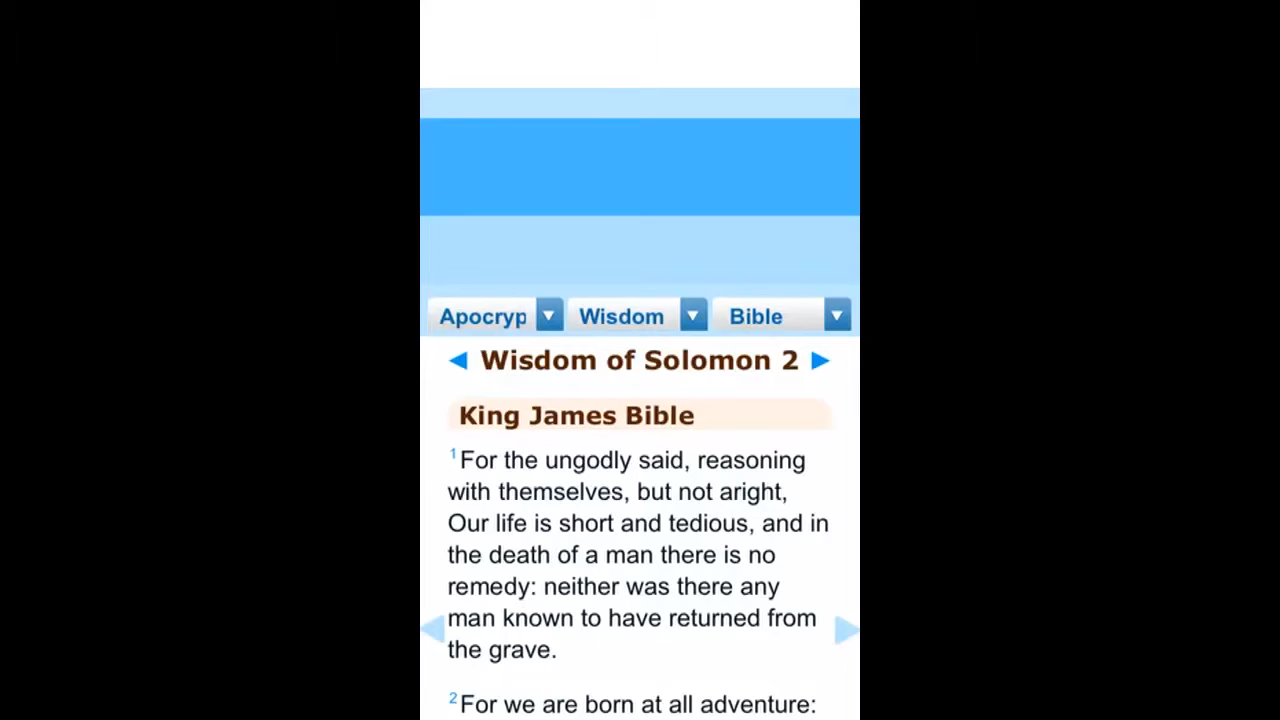 Apocryp Wisdom Bible
Wisdom of Solomon 2
King James Bible
1 For the ungodly said, reasoning
with themselves, but not aright,
Our life is short and tedious, and in
the death of a man there is no
remedy: neither was there any
man known to have returned from
the grave.
2 For we are born at all adventure: